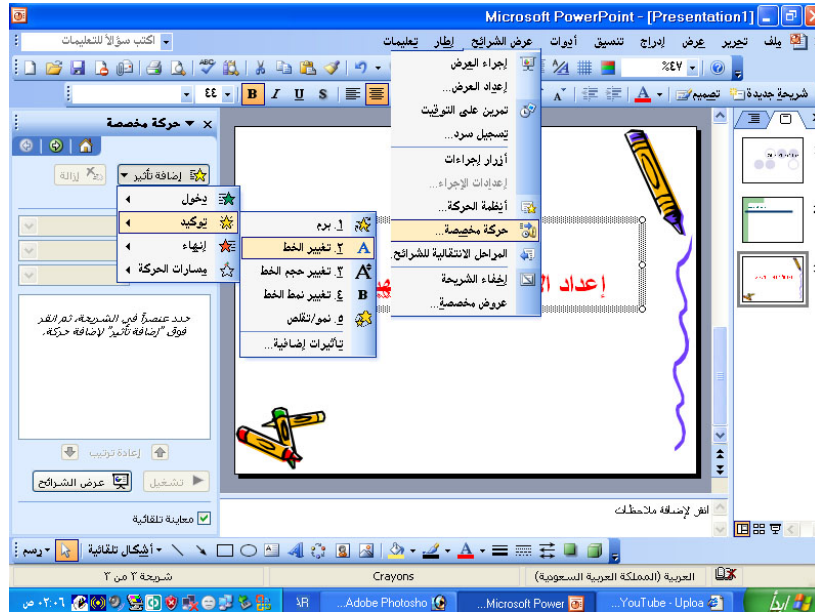 Microsoft PowerPoint - [Presentation1]
ملف تحرير عرض إدراج تنسيق أدوات عرض الشرائح إطار تعليمات
اكتب سؤالاً للتعليمات
٤٧%
٤٤
B I U S
شريحة جديدة تصميم
إجراء العرض
إعداد العرض...
تمرين على التوقيت
تسجيل سرد...
أزرار إجراءات
إعدادات الإجراء...
أنظمة الحركة...
حركة مخصصة...
المراحل الانتقالية للشرائح
إخفاء الشريحة
عروض مخصصة...
حركة مخصصة
إضافة تأثير
إزالة
دخول
توكيد
إنهاء
مسارات الحركة
١. برم
٢. تغيير الخط
٣. تغيير حجم الخط
٤. تغيير نمط الخط
٥. نمو/تقلص
تأثيرات إضافية...
إعداد
حدد عنصراً في الشريحة، ثم انقر
فوق "إضافة تأثير" لإضافة حركة.
إعادة ترتيب
تشغيل
عرض الشرائح
معاينة تلقائية
انقر لإضافة ملاحظات
رسم أشكال تلقائية
شريحة ٣ من ٣
Crayons
العربية (المملكة العربية السعودية)
ابدأ
YouTube - Uploa...
Microsoft Power...
Adobe Photosho...
AR
٠٢:٠٦ ص